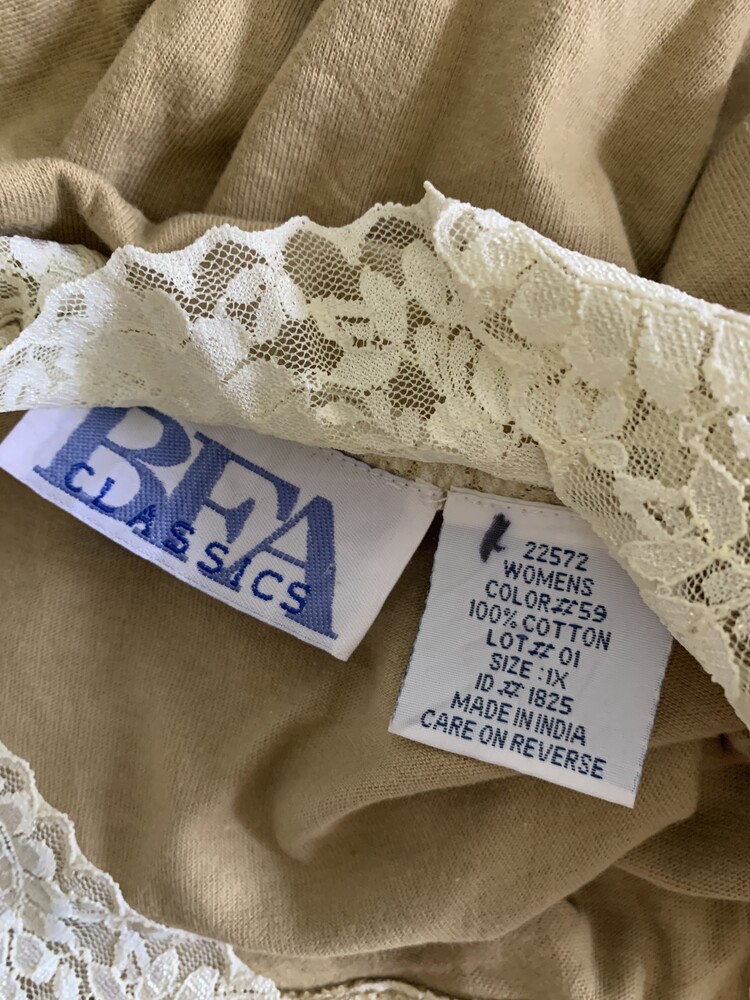 BFA
CLASSICS
22572
WOMENS
COLOR#59
100% COTTON
LOT# 01
SIZE :1X
ID # 1825
MADE IN INDIA
CARE ON REVERSE